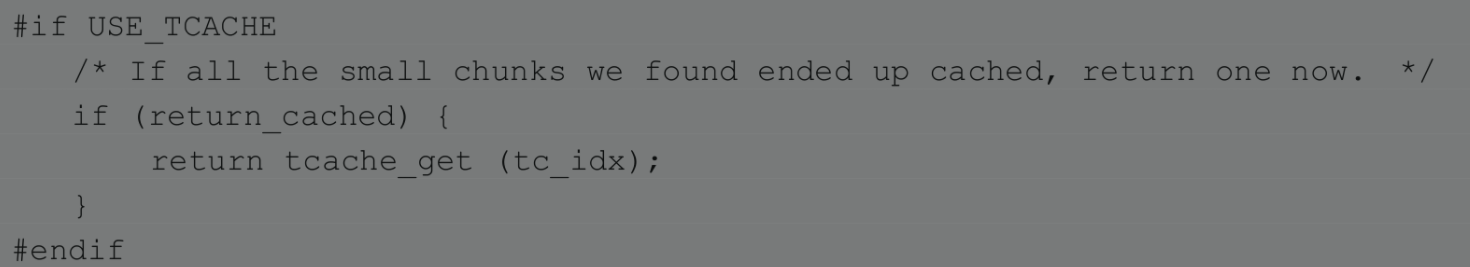 #if USE_TCACHE
/* If all the small chunks we found ended up cached, return one now.  */
if (return_cached) {
return tcache_get (tc_idx);
}
#endif